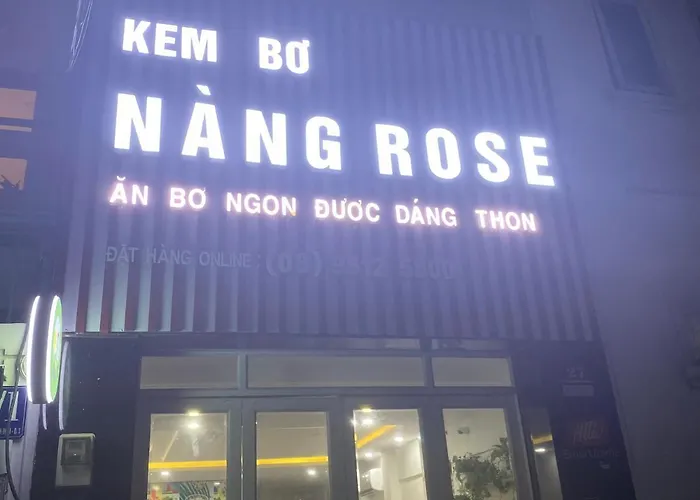 KEM BƠ
NÀNG ROSE
ĂN BƠ NGON ĐƯỢC DÁNG THON
ĐẶT HÀNG ONLINE :